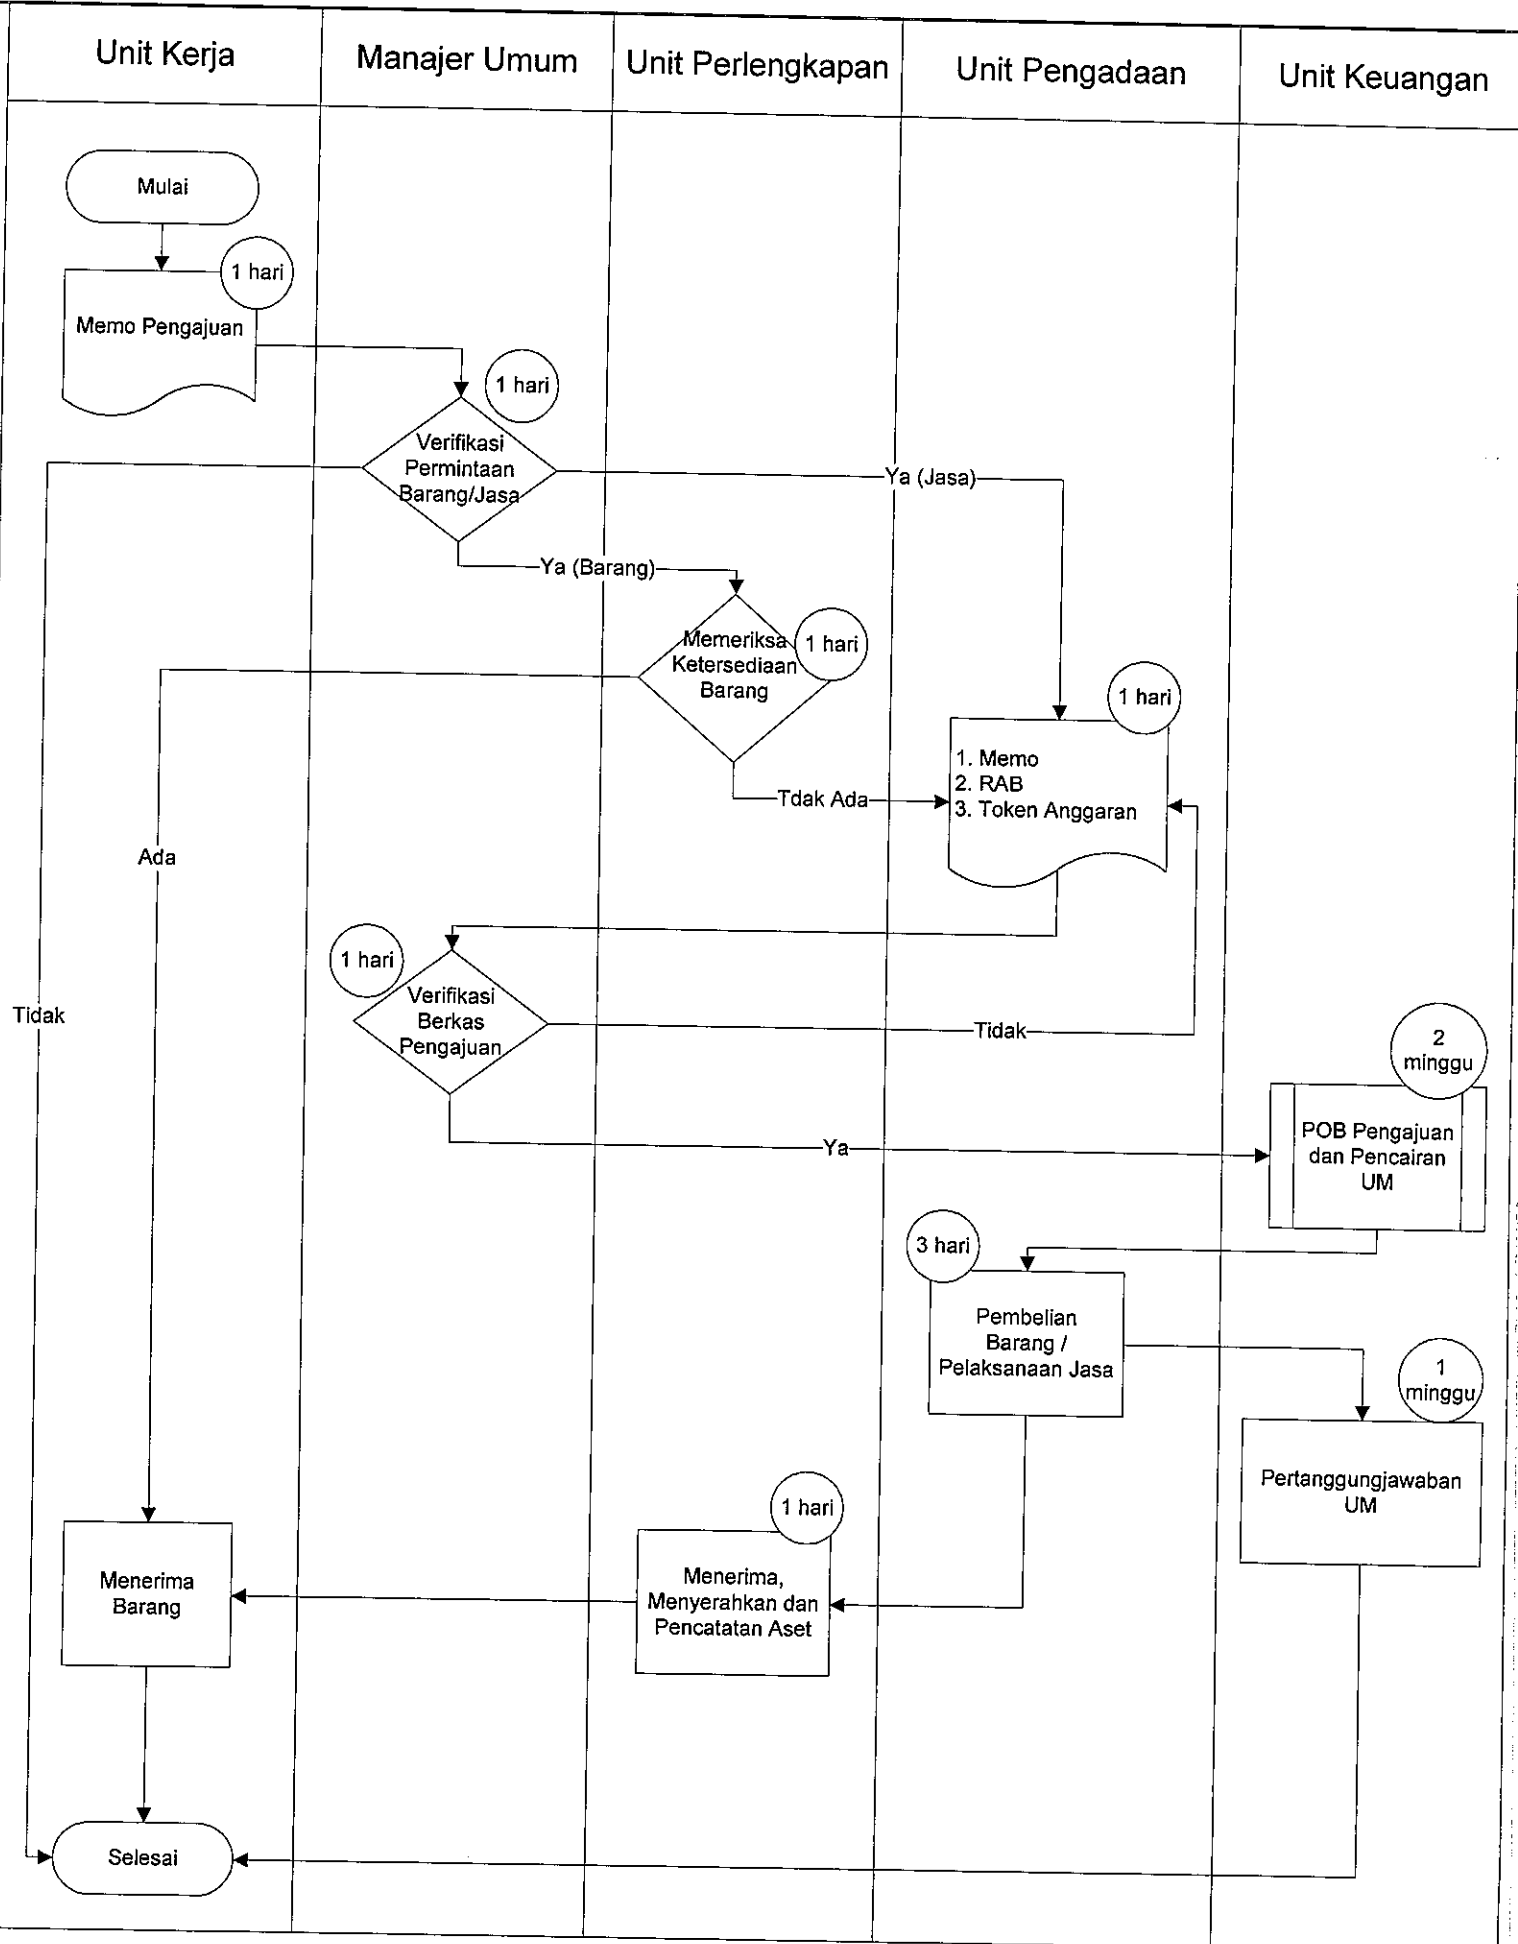 Unit Kerja
Manajer Umum
Unit Perlengkapan
Unit Pengadaan
Unit Keuangan
Mulai
1 hari
Memo Pengajuan
1 hari
Verifikasi
Permintaan
Barang/Jasa
Ya (Jasa)
Ya (Barang)
Memeriksa
Ketersediaan
Barang
1 hari
1 hari
1. Memo
2. RAB
3. Token Anggaran
Tdak Ada
Ada
1 hari
Verifikasi
Berkas
Pengajuan
Tidak
Tidak
2
minggu
POB Pengajuan
dan Pencairan
UM
Ya
3 hari
Pembelian
Barang /
Pelaksanaan Jasa
1
minggu
Pertanggungjawaban
UM
1 hari
Menerima,
Menyerahkan dan
Pencatatan Aset
Menerima
Barang
Selesai